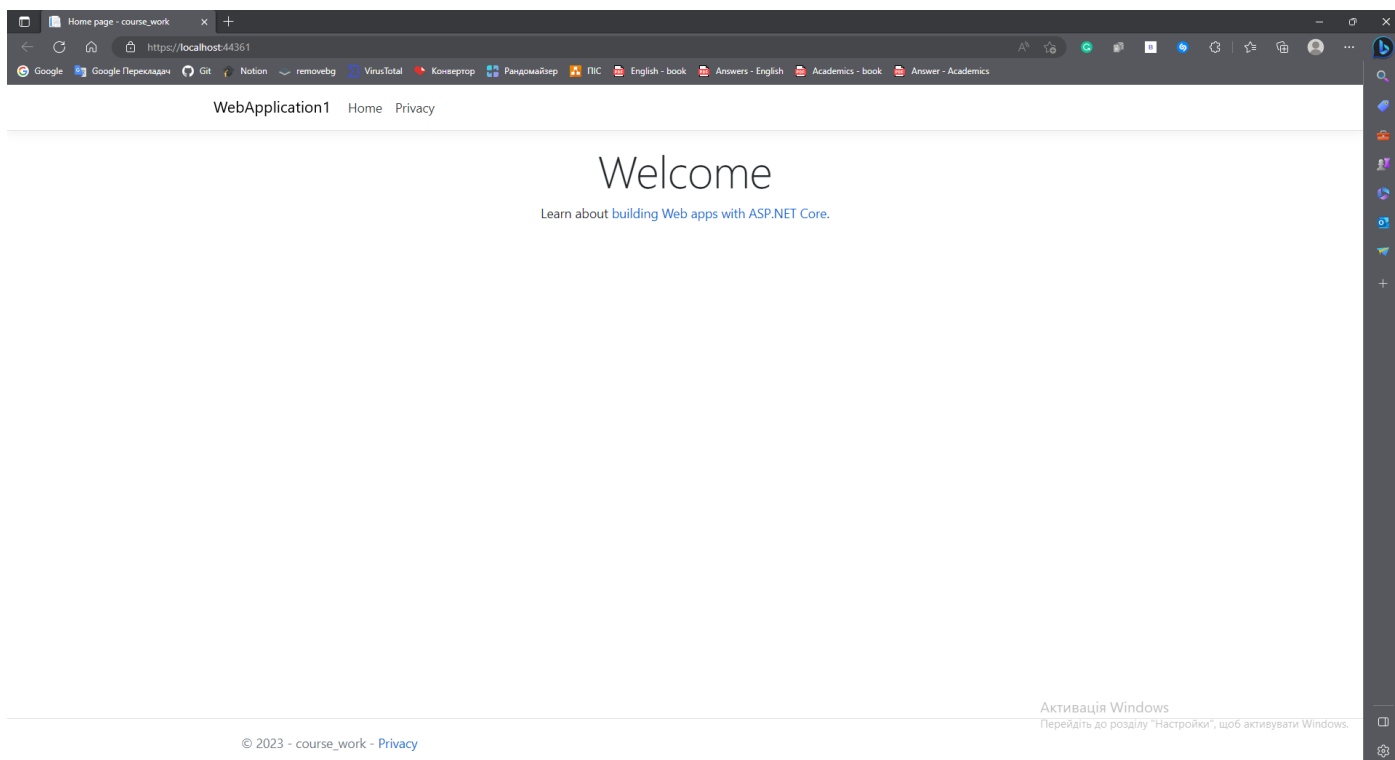 Home page - course_work
https://localhost:44361
Google Google Перекладач Git Notion removebg VirusTotal Конвертор Рандомайзер ПІС English - book Answers - English Academics - book Answer - Academics
WebApplication1 Home Privacy
Welcome
Learn about building Web apps with ASP.NET Core.
Активація Windows
Перейдіть до розділу "Настройки", щоб активувати Windows.
© 2023 - course_work - Privacy